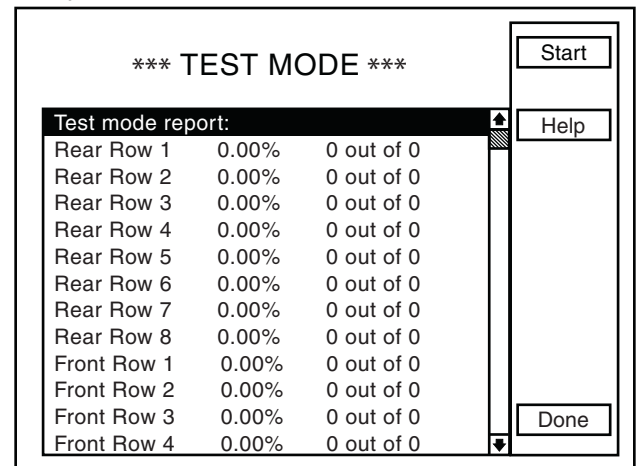 *** TEST MODE ***
Start
Help
Test mode report:
Rear Row 1 0.00% 0 out of 0
Rear Row 2 0.00% 0 out of 0
Rear Row 3 0.00% 0 out of 0
Rear Row 4 0.00% 0 out of 0
Rear Row 5 0.00% 0 out of 0
Rear Row 6 0.00% 0 out of 0
Rear Row 7 0.00% 0 out of 0
Rear Row 8 0.00% 0 out of 0
Front Row 1 0.00% 0 out of 0
Front Row 2 0.00% 0 out of 0
Front Row 3 0.00% 0 out of 0
Front Row 4 0.00% 0 out of 0
Done